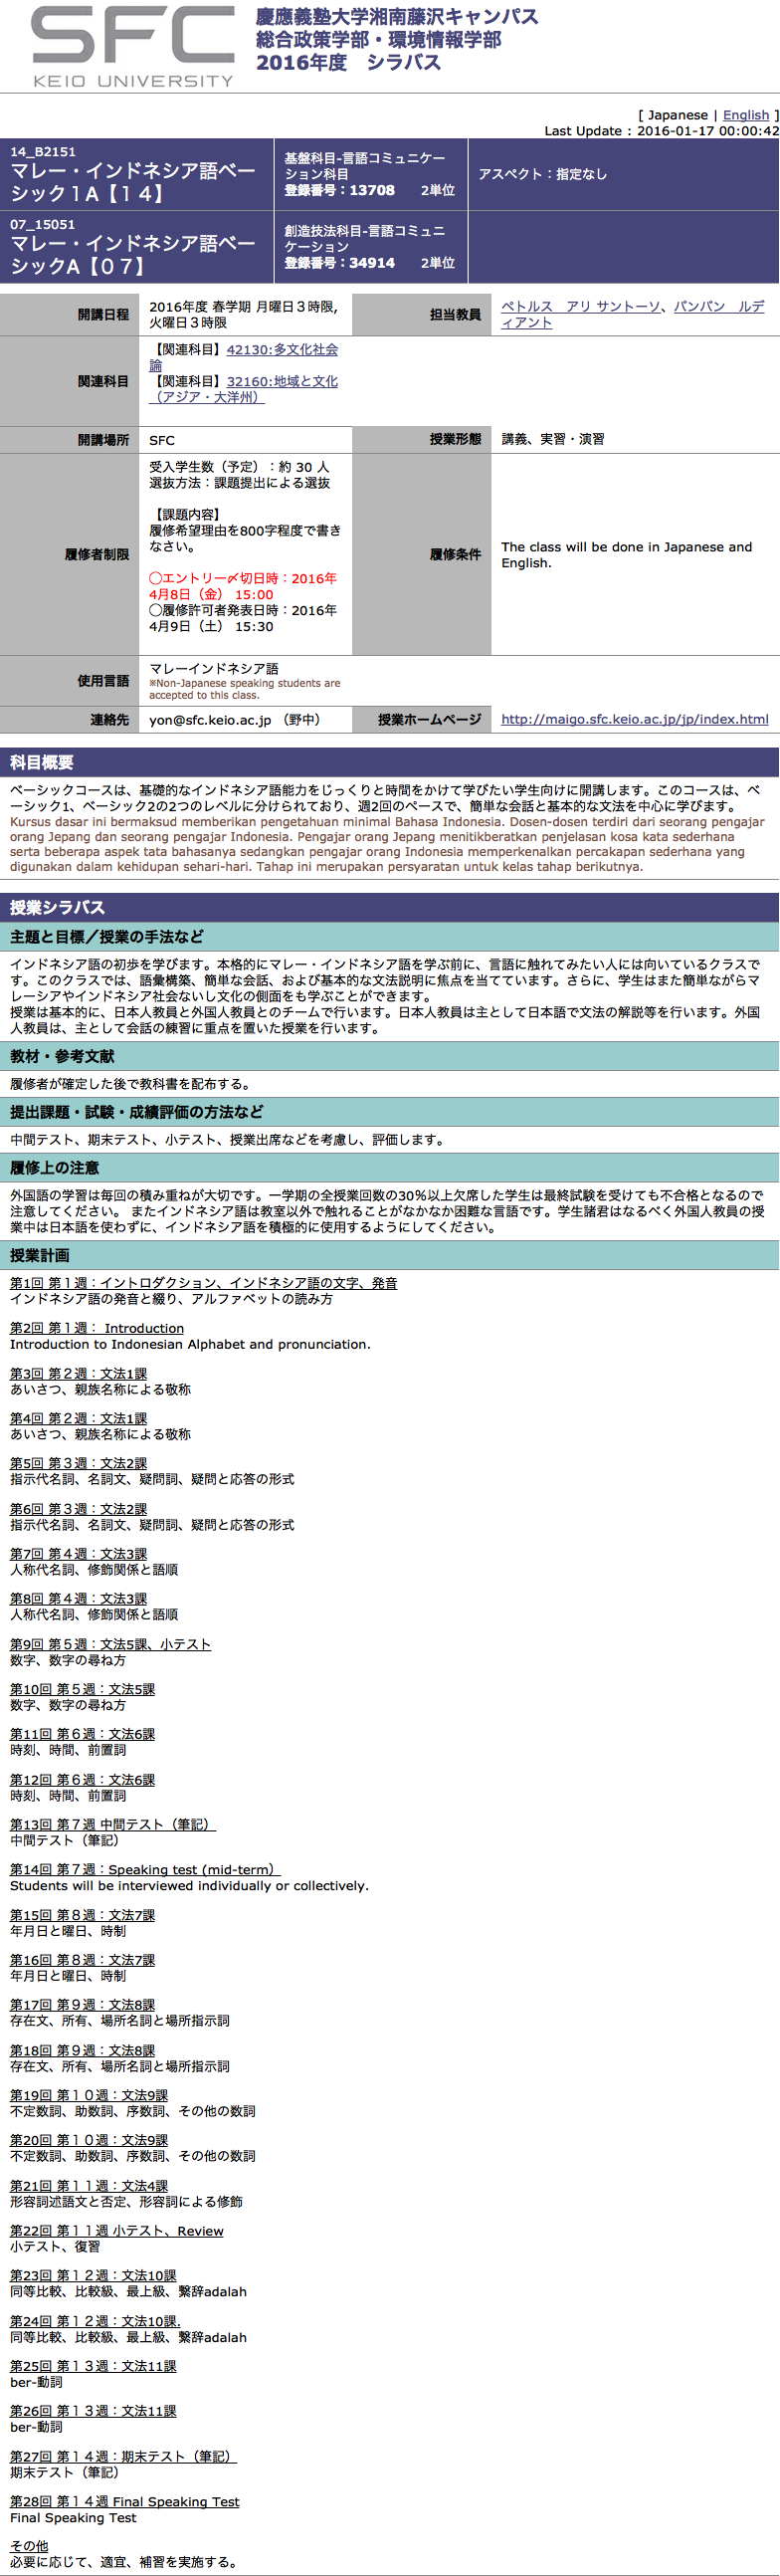 SFC
KEIO UNIVERSITY
慶應義塾大学湘南藤沢キャンパス
総合政策学部・環境情報学部
2016年度　シラバス
[ Japanese | English ]
Last Update : 2016-01-17 00:00:42
14_B2151
マレー・インドネシア語ベー
シック１A【１４】
基盤科目-言語コミュニケー
ション科目
登録番号：13708　2単位
アスペクト：指定なし
07_15051
マレー・インドネシア語ベー
シックA【０７】
創造技法科目-言語コミュニ
ケーション
登録番号：34914　2単位
開講日程
2016年度 春学期 月曜日３時限,
火曜日３時限
担当教員
ペトルス　アリ サントーソ、バンバン　ルデ
ィアント
関連科目
【関連科目】42130:多文化社会
論
【関連科目】32160:地域と文化
（アジア・大洋州）
開講場所
SFC
授業形態
講義、実習・演習
履修者制限
受入学生数（予定）：約 30 人
選抜方法：課題提出による選抜
【課題内容】
履修希望理由を800字程度で書き
なさい。
◯エントリー〆切日時：2016年
4月8日（金） 15:00
◯履修許可者発表日時：2016年
4月9日（土） 15:30
履修条件
The class will be done in Japanese and
English.
使用言語
マレーインドネシア語
※Non-Japanese speaking students are
accepted to this class.
連絡先
yon@sfc.keio.ac.jp （野中）
授業ホームページ
http://maigo.sfc.keio.ac.jp/jp/index.html
科目概要
ベーシックコースは、基礎的なインドネシア語能力をじっくりと時間をかけて学びたい学生向けに開講します。このコースは、ベ
ーシック1、ベーシック2の2つのレベルに分けられており、週2回のペースで、簡単な会話と基本的な文法を中心に学びます。
Kursus dasar ini bermaksud memberikan pengetahuan minimal Bahasa Indonesia. Dosen-dosen terdiri dari seorang pengajar
orang Jepang dan seorang pengajar Indonesia. Pengajar orang Jepang menitikberatkan penjelasan kosa kata sederhana
serta beberapa aspek tata bahasanya sedangkan pengajar orang Indonesia memperkenalkan percakapan sederhana yang
digunakan dalam kehidupan sehari-hari. Tahap ini merupakan persyaratan untuk kelas tahap berikutnya.
授業シラバス
主題と目標／授業の手法など
インドネシア語の初歩を学びます。本格的にマレー・インドネシア語を学ぶ前に、言語に触れてみたい人には向いているクラスで
す。このクラスでは、語彙構築、簡単な会話、および基本的な文法説明に焦点を当てています。さらに、学生はまた簡単ながらマ
レーシアやインドネシア社会ないし文化の側面をも学ぶことができます。
授業は基本的に、日本人教員と外国人教員とのチームで行います。日本人教員は主として日本語で文法の解説等を行います。外国
人教員は、主として会話の練習に重点を置いた授業を行います。
教材・参考文献
履修者が確定した後で教科書を配布する。
提出課題・試験・成績評価の方法など
中間テスト、期末テスト、小テスト、授業出席などを考慮し、評価します。
履修上の注意
外国語の学習は毎回の積み重ねが大切です。一学期の全授業回数の30％以上欠席した学生は最終試験を受けても不合格となるので
注意してください。 またインドネシア語は教室以外で触れることがなかなか困難な言語です。学生諸君はなるべく外国人教員の授
業中は日本語を使わずに、インドネシア語を積極的に使用するようにしてください。
授業計画
第1回 第１週：イントロダクション、インドネシア語の文字、発音
インドネシア語の発音と綴り、アルファベットの読み方
第2回 第１週： Introduction
Introduction to Indonesian Alphabet and pronunciation.
第3回 第２週：文法1課
あいさつ、親族名称による敬称
第4回 第２週：文法1課
あいさつ、親族名称による敬称
第5回 第３週：文法2課
指示代名詞、名詞文、疑問詞、疑問と応答の形式
第6回 第３週：文法2課
指示代名詞、名詞文、疑問詞、疑問と応答の形式
第7回 第４週：文法3課
人称代名詞、修飾関係と語順
第8回 第４週：文法3課
人称代名詞、修飾関係と語順
第9回 第５週：文法5課、小テスト
数字、数字の尋ね方
第10回 第５週：文法5課
数字、数字の尋ね方
第11回 第６週：文法6課
時刻、時間、前置詞
第12回 第６週：文法6課
時刻、時間、前置詞
第13回 第７週 中間テスト（筆記）
中間テスト（筆記）
第14回 第７週：Speaking test (mid-term）
Students will be interviewed individually or collectively.
第15回 第８週：文法7課
年月日と曜日、時制
第16回 第８週：文法7課
年月日と曜日、時制
第17回 第９週：文法8課
存在文、所有、場所名詞と場所指示詞
第18回 第９週：文法8課
存在文、所有、場所名詞と場所指示詞
第19回 第１０週：文法9課
不定数詞、助数詞、序数詞、その他の数詞
第20回 第１０週：文法9課
不定数詞、助数詞、序数詞、その他の数詞
第21回 第１１週：文法4課
形容詞述語文と否定、形容詞による修飾
第22回 第１１週 小テスト、Review
小テスト、復習
第23回 第１２週：文法10課
同等比較、比較級、最上級、繋辞adalah
第24回 第１２週：文法10課.
同等比較、比較級、最上級、繋辞adalah
第25回 第１３週：文法11課
ber-動詞
第26回 第１３週：文法11課
ber-動詞
第27回 第１４週：期末テスト（筆記）
期末テスト（筆記）
第28回 第１４週 Final Speaking Test
Final Speaking Test
その他
必要に応じて、適宜、補習を実施する。